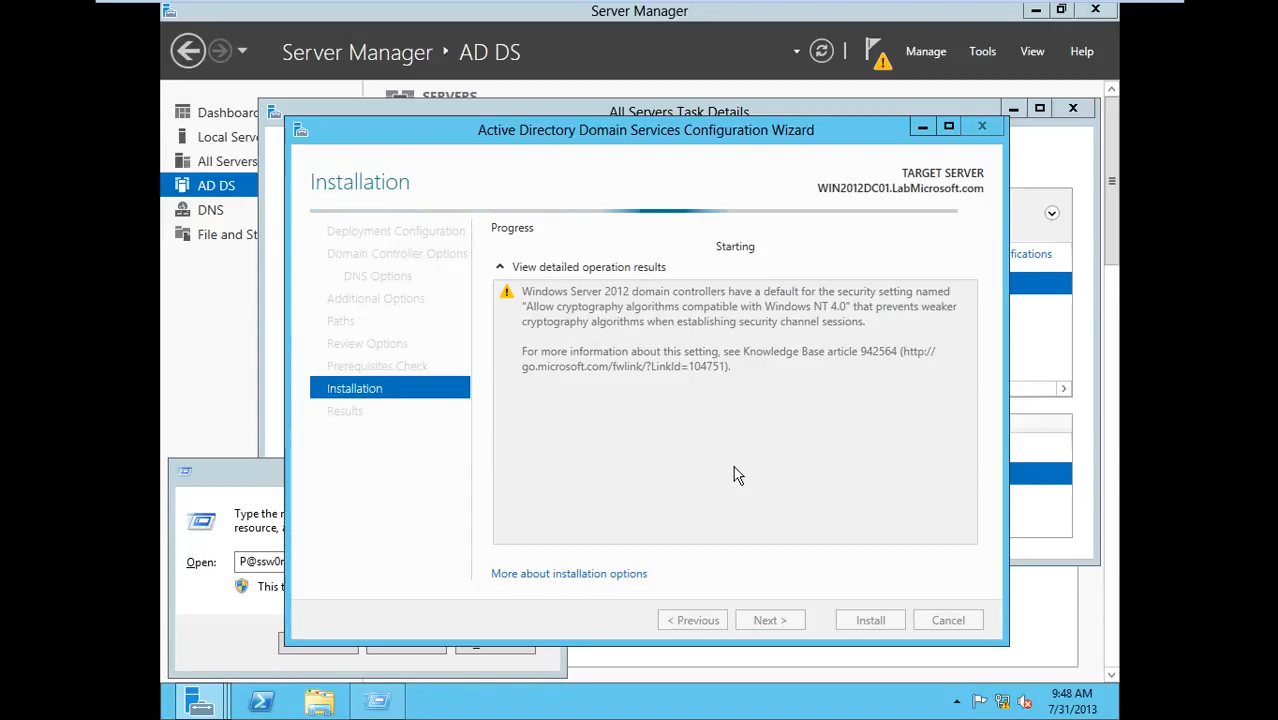 Server Manager
Server Manager • AD DS
Manage Tools View Help
Dashboard
SERVERS
Local Serve
All Servers
AD DS
DNS
File and St
All Servers Task Details
fications
Active Directory Domain Services Configuration Wizard
Installation
TARGET SERVER
WIN2012DC01.LabMicrosoft.com
Deployment Configuration
Domain Controller Options
DNS Options
Additional Options
Paths
Review Options
Prerequisites Check
Installation
Results
Progress
Starting
View detailed operation results
Windows Server 2012 domain controllers have a default for the security setting named
"Allow cryptography algorithms compatible with Windows NT 4.0" that prevents weaker
cryptography algorithms when establishing security channel sessions.
For more information about this setting, see Knowledge Base article 942564 (http://
go.microsoft.com/fwlink/?LinkId=104751).
More about installation options
< Previous Next > Install Cancel
Type the n
resource, a
Open: P@ssw0r
This t
9:48 AM
7/31/2013